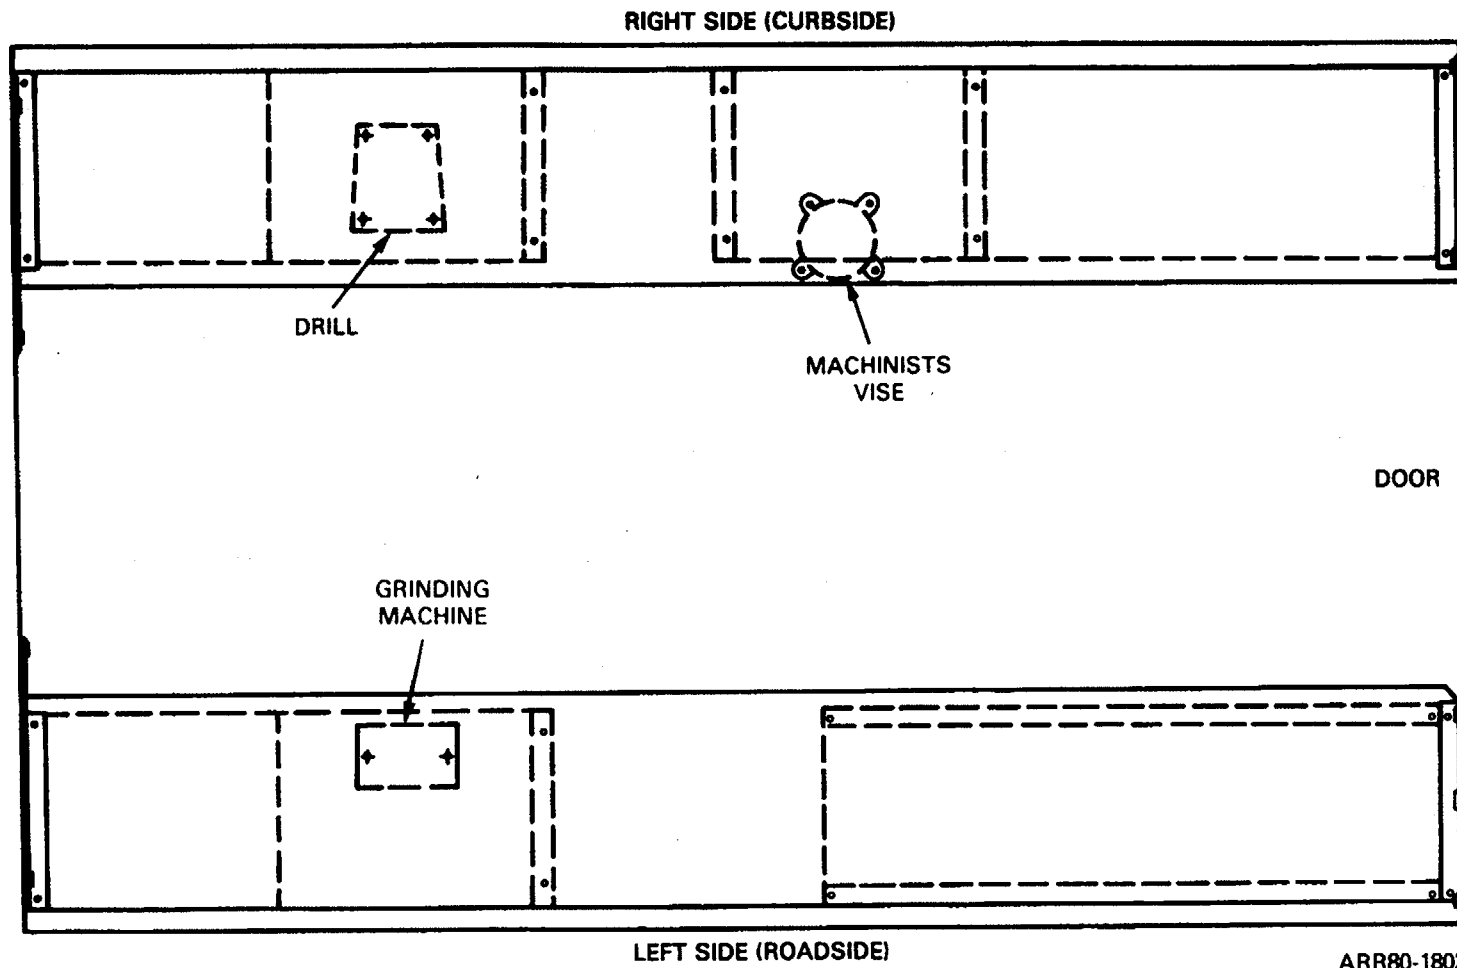 RIGHT SIDE (CURBSIDE)
DRILL
MACHINISTS
VISE
DOOR
GRINDING
MACHINE
LEFT SIDE (ROADSIDE)